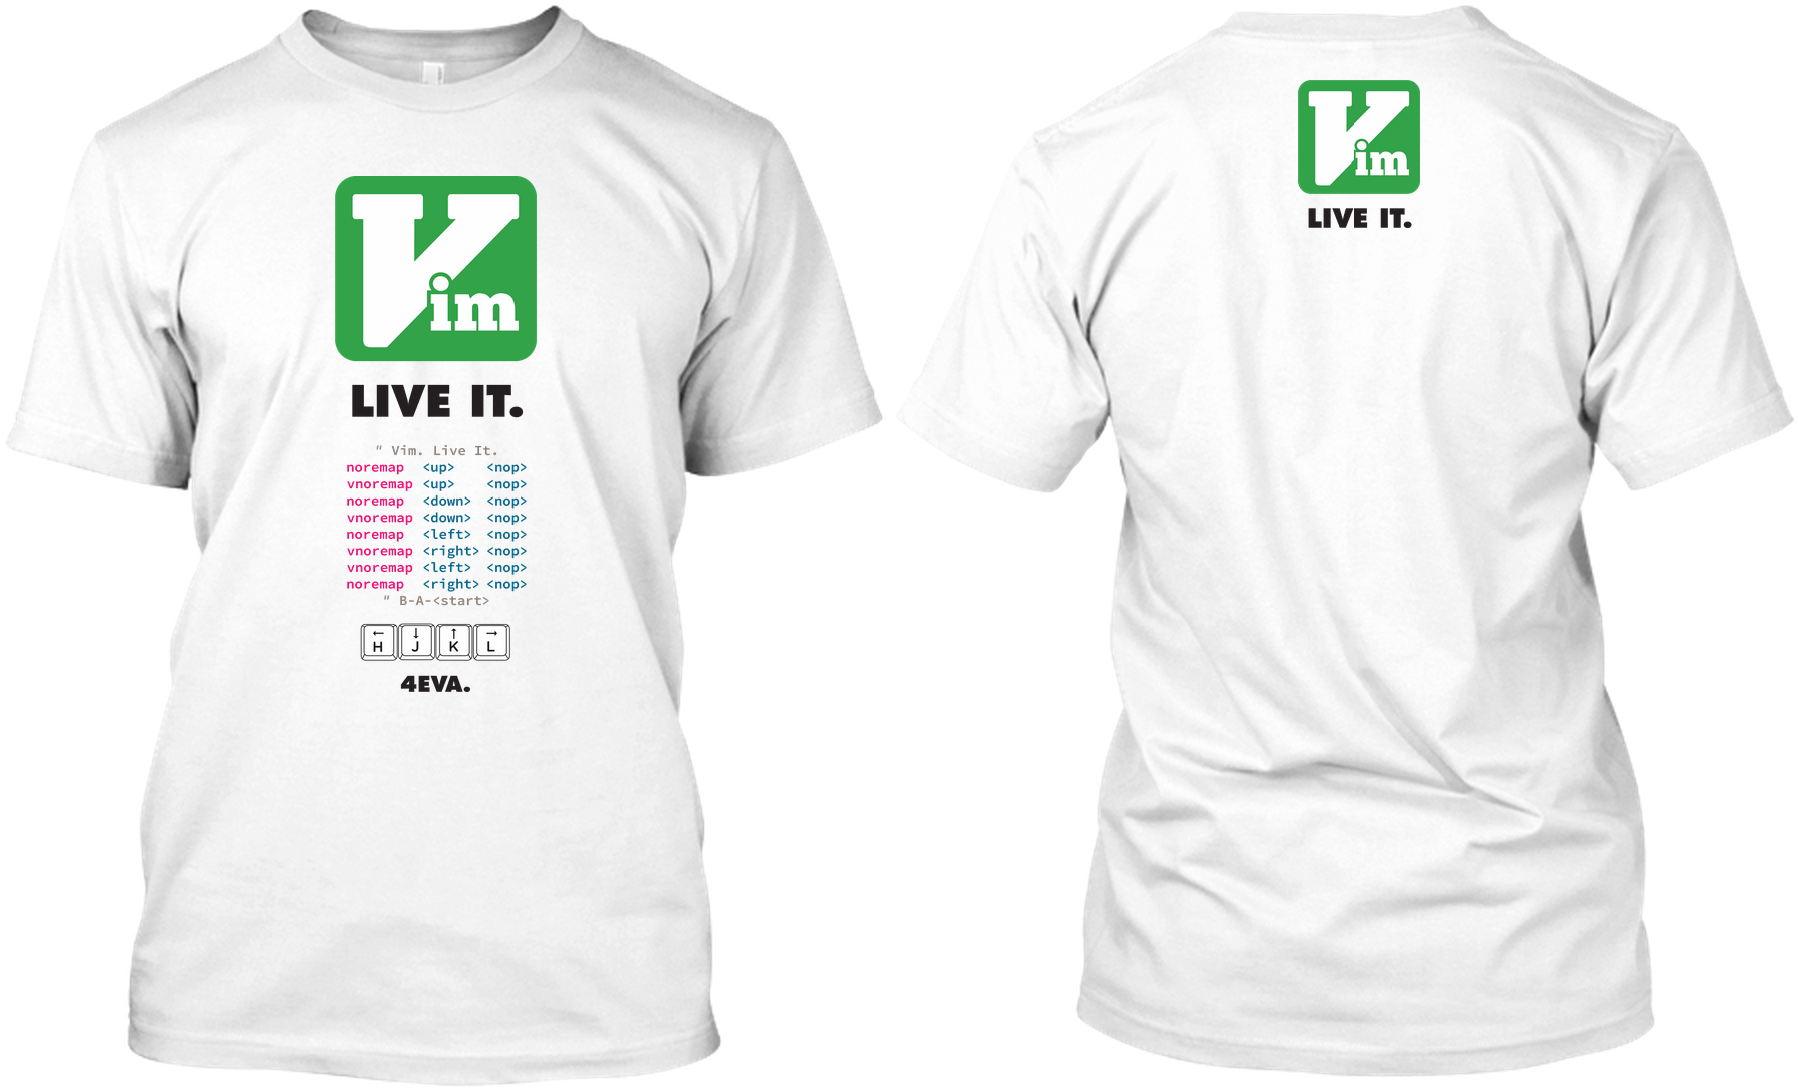 Vim
LIVE IT.
" Vim. Live It.
noremap <up> <nop>
vnoremap <up> <nop>
noremap <down> <nop>
vnoremap <down> <nop>
noremap <left> <nop>
vnoremap <right> <nop>
vnoremap <left> <nop>
noremap <right> <nop>
" B-A-<start>
← ↓ ↑ →
H J K L
4EVA.
Vim
LIVE IT.